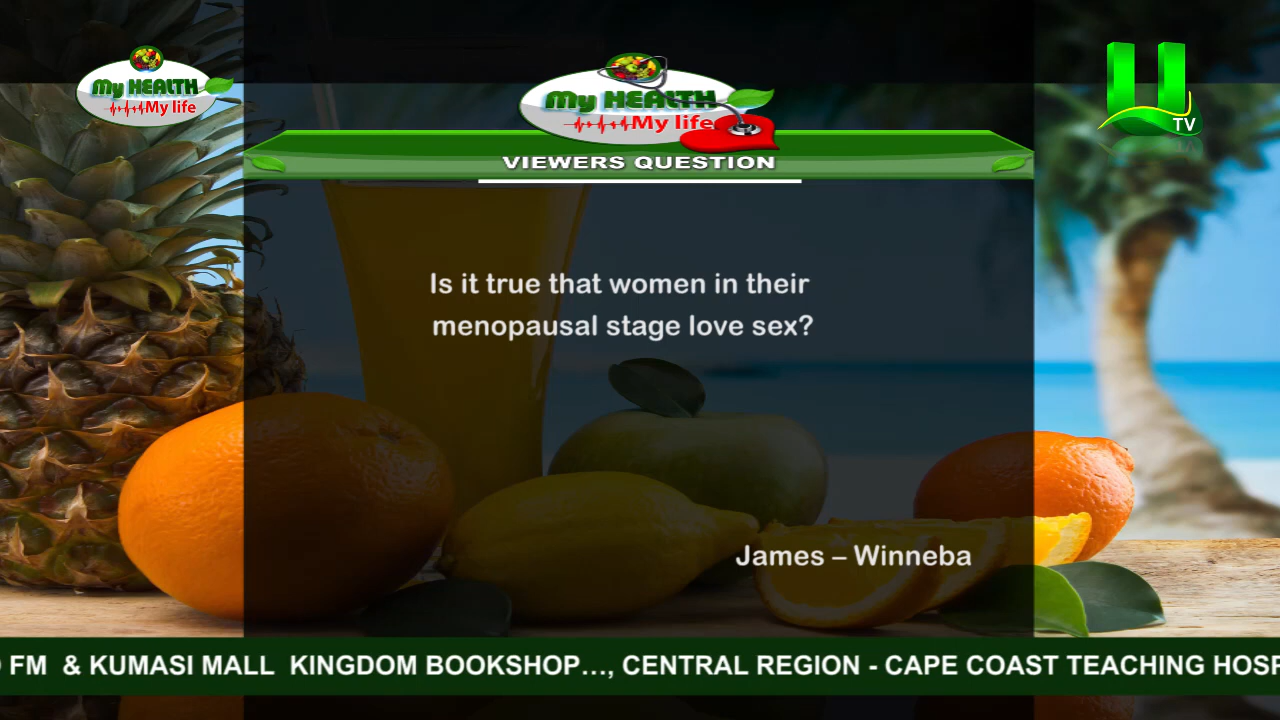 My HEALTH
My life
My HEALTH
My life
TV
VIEWERS QUESTION
Is it true that women in their
menopausal stage love sex?
James – Winneba
FM & KUMASI MALL KINGDOM BOOKSHOP..., CENTRAL REGION - CAPE COAST TEACHING